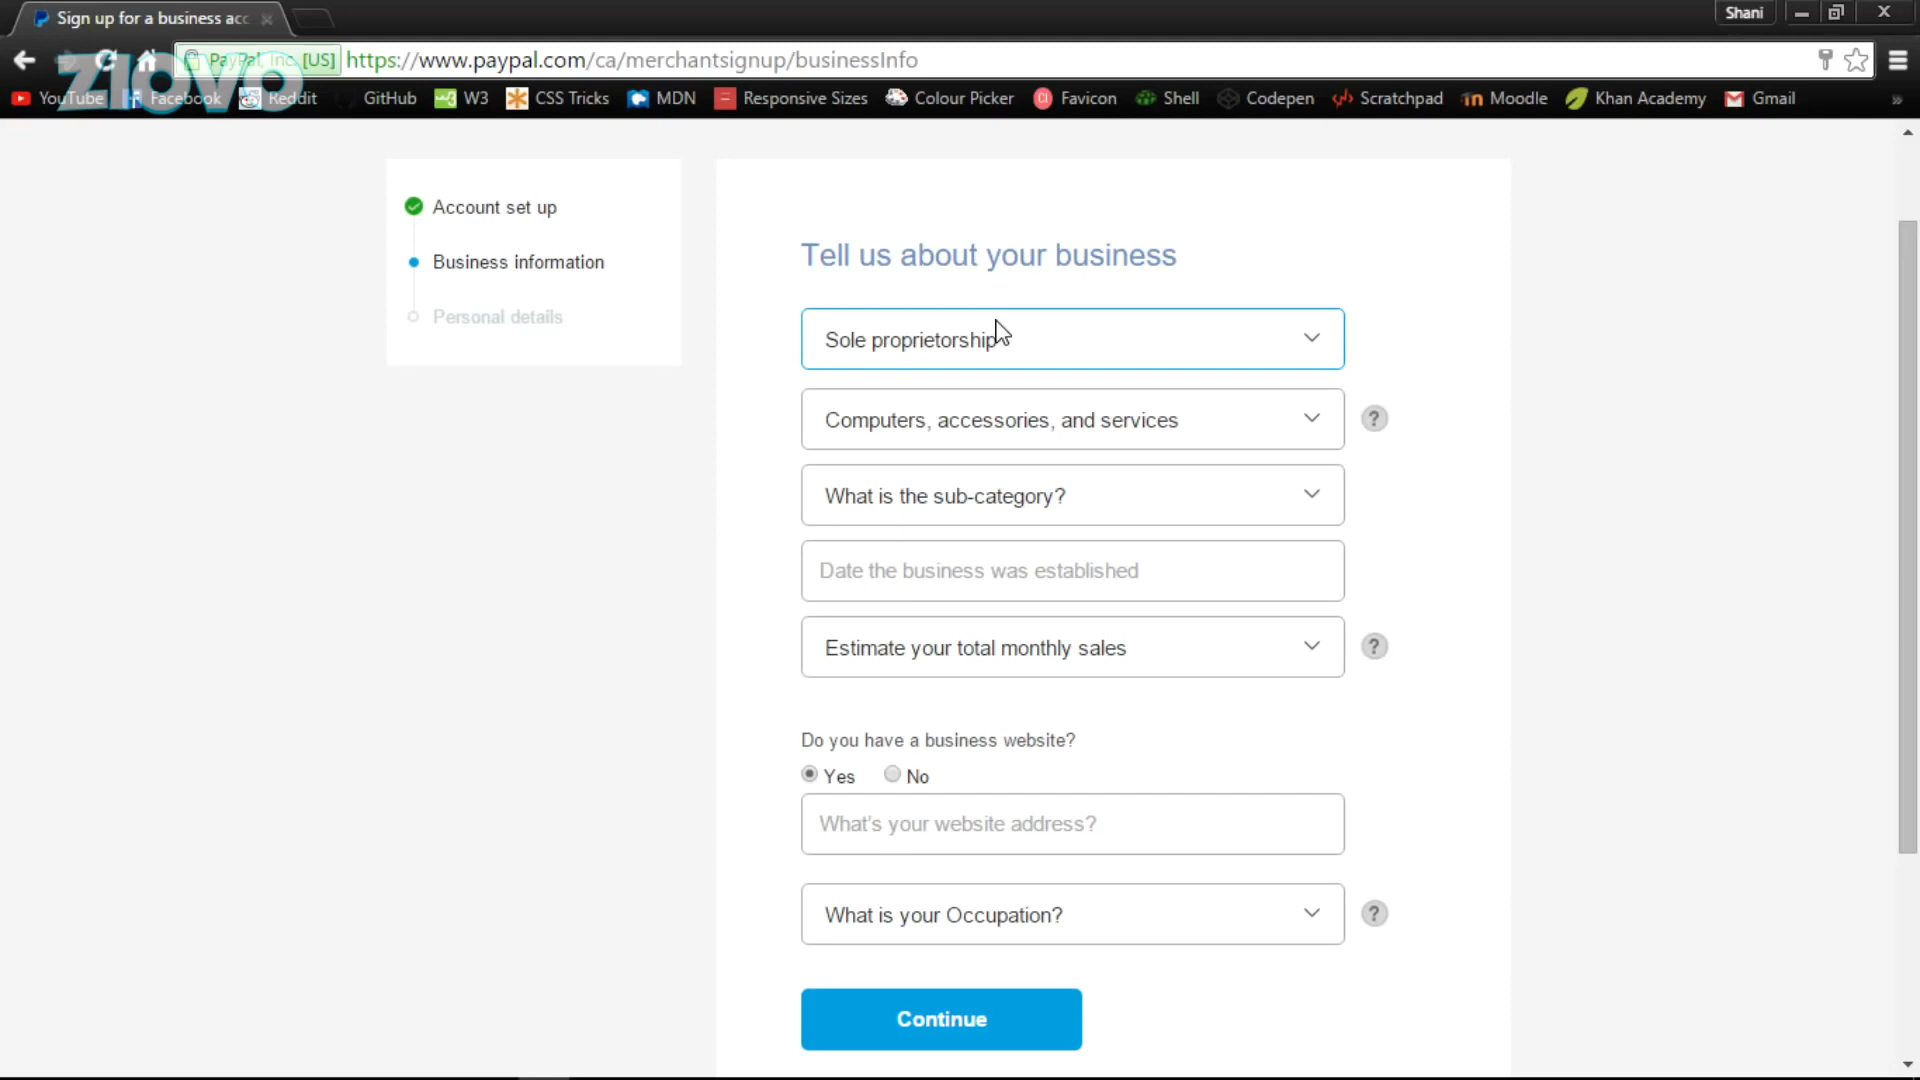 Sign up for a business acc
Shani
PayPal, Inc. [US] https://www.paypal.com/ca/merchantsignup/businessInfo
ZIOVO
YouTube Facebook Reddit GitHub W3 CSS Tricks MDN Responsive Sizes Colour Picker Favicon Shell Codepen Scratchpad Moodle Khan Academy Gmail
Account set up
Business information
Personal details
Tell us about your business
Sole proprietorship
Computers, accessories, and services
?
What is the sub-category?
Date the business was established
Estimate your total monthly sales
?
Do you have a business website?
Yes No
What's your website address?
What is your Occupation?
?
Continue